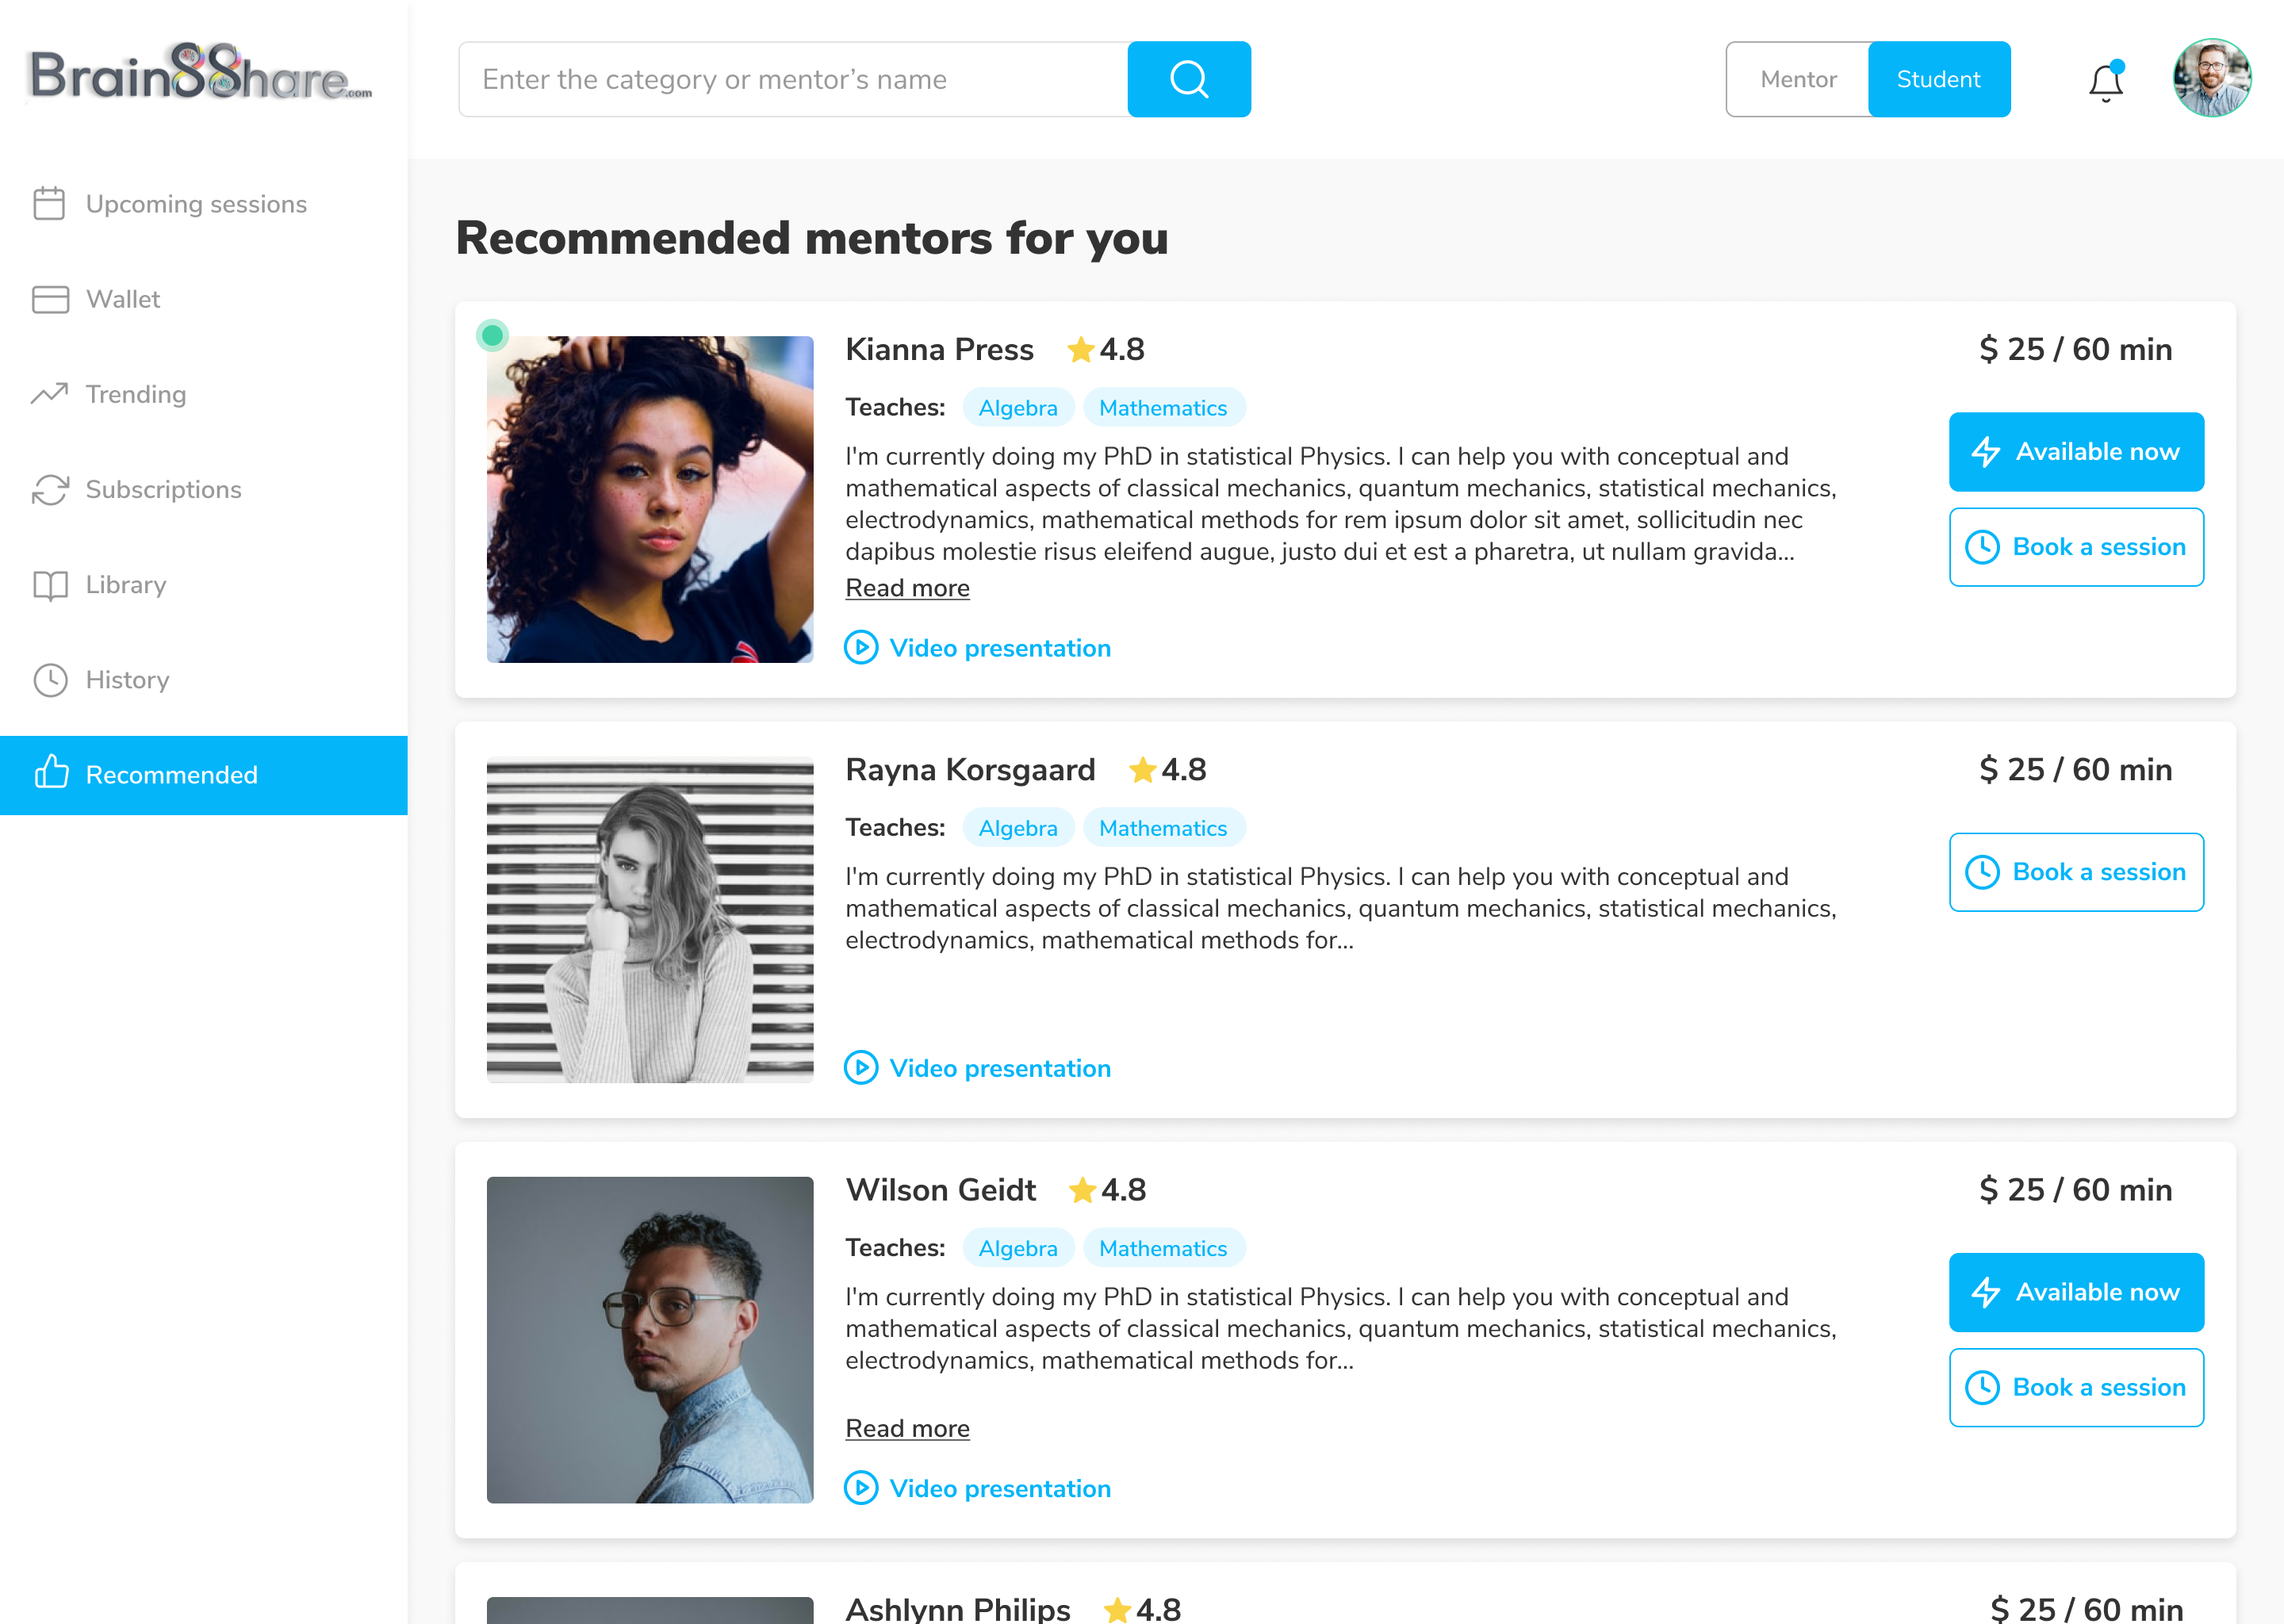 Brain88hare.com
Enter the category or mentor’s name
Mentor
Student
Upcoming sessions
Wallet
Trending
Subscriptions
Library
History
Recommended
Recommended mentors for you
Kianna Press 4.8
$ 25 / 60 min
Teaches: Algebra Mathematics
I'm currently doing my PhD in statistical Physics. I can help you with conceptual and
mathematical aspects of classical mechanics, quantum mechanics, statistical mechanics,
electrodynamics, mathematical methods for rem ipsum dolor sit amet, sollicitudin nec
dapibus molestie risus eleifend augue, justo dui et est a pharetra, ut nullam gravida...
Read more
Video presentation
Available now
Book a session
Rayna Korsgaard 4.8
$ 25 / 60 min
Teaches: Algebra Mathematics
I'm currently doing my PhD in statistical Physics. I can help you with conceptual and
mathematical aspects of classical mechanics, quantum mechanics, statistical mechanics,
electrodynamics, mathematical methods for...
Video presentation
Book a session
Wilson Geidt 4.8
$ 25 / 60 min
Teaches: Algebra Mathematics
I'm currently doing my PhD in statistical Physics. I can help you with conceptual and
mathematical aspects of classical mechanics, quantum mechanics, statistical mechanics,
electrodynamics, mathematical methods for...
Read more
Video presentation
Available now
Book a session
Ashlynn Philips 4.8
$ 25 / 60 min